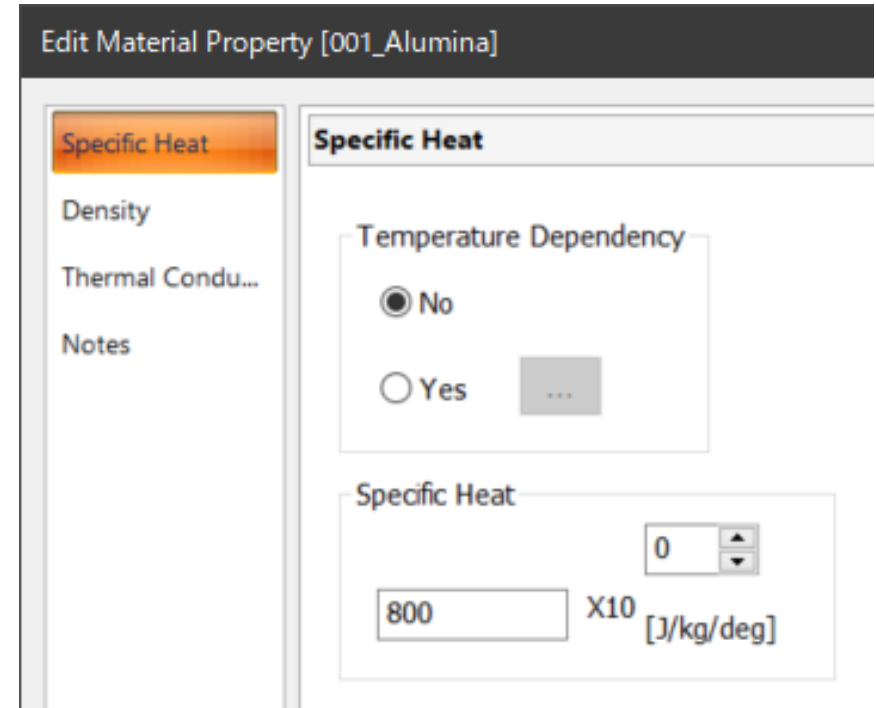 Edit Material Property [001_Alumina]
Specific Heat
Density
Thermal Condu...
Notes
Specific Heat
Temperature Dependency
No
Yes ...
Specific Heat
0
800 X10
[J/kg/deg]